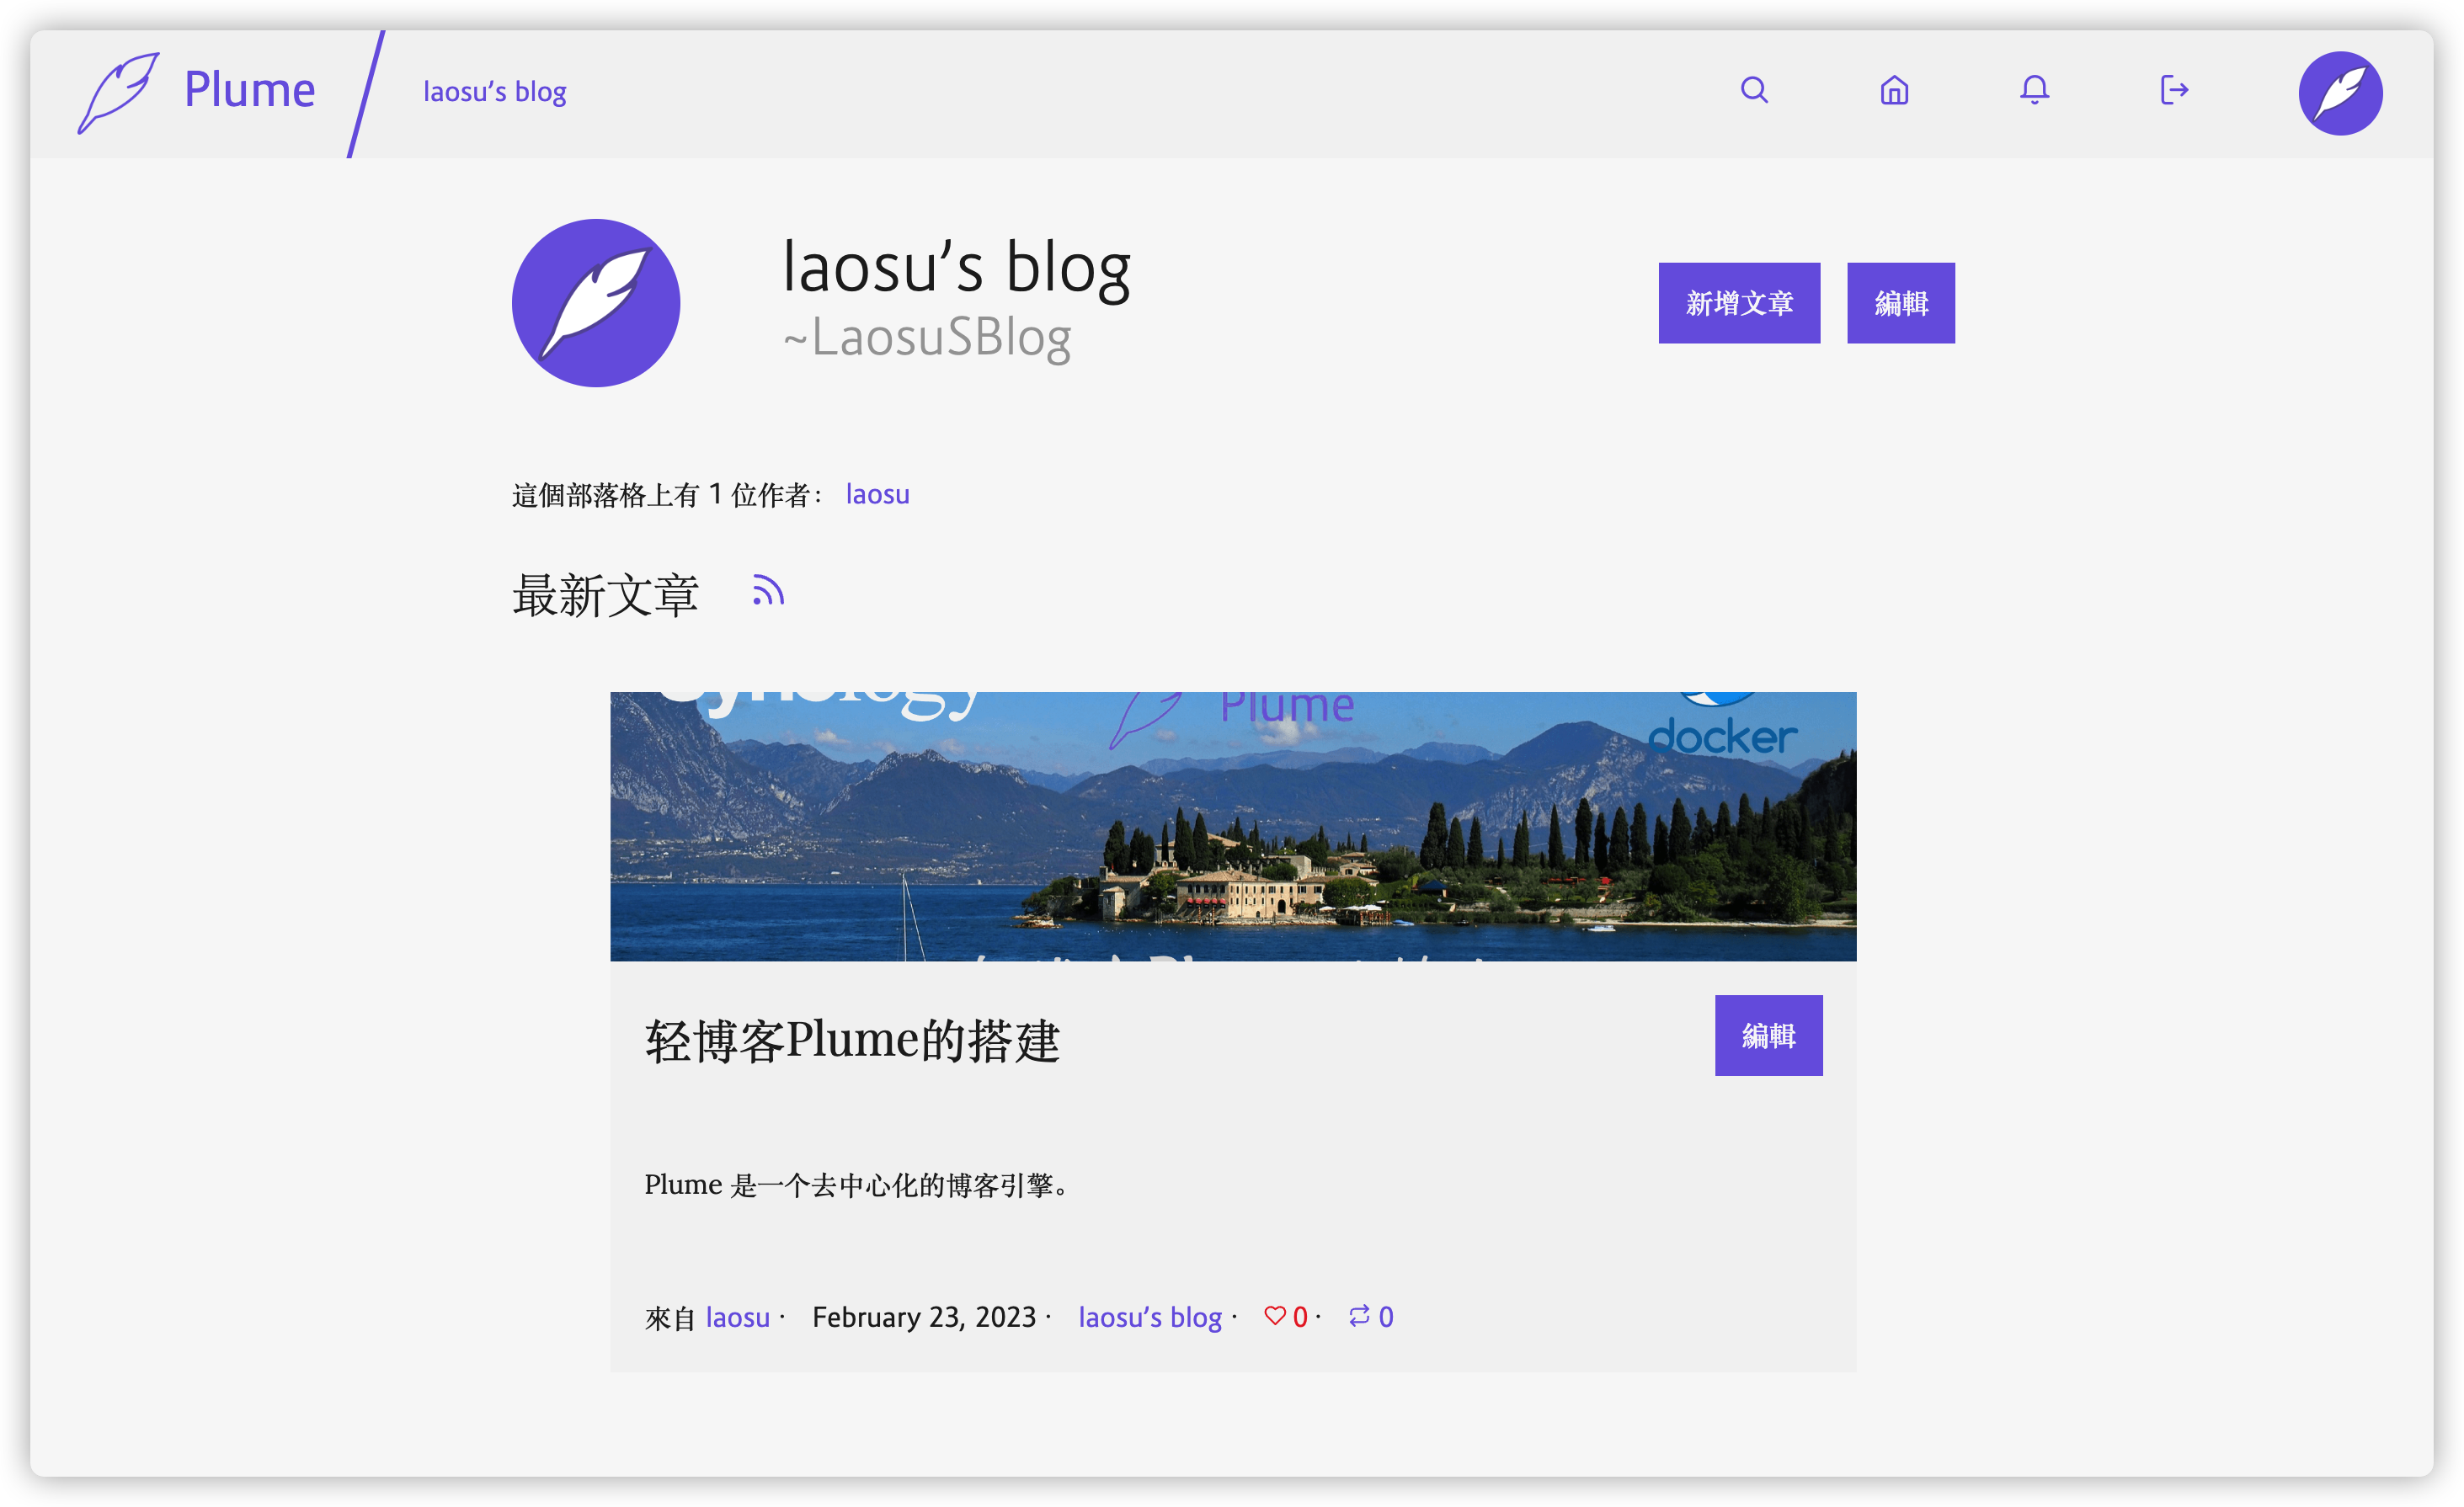 Plume
laosu's blog
laosu's blog
~LaosuSBlog
新增文章
編輯
這個部落格上有 1 位作者： laosu
最新文章
Plume
docker
轻博客Plume的搭建
編輯
Plume 是一个去中心化的博客引擎。
來自 laosu · February 23, 2023 · laosu's blog · 0 · 0